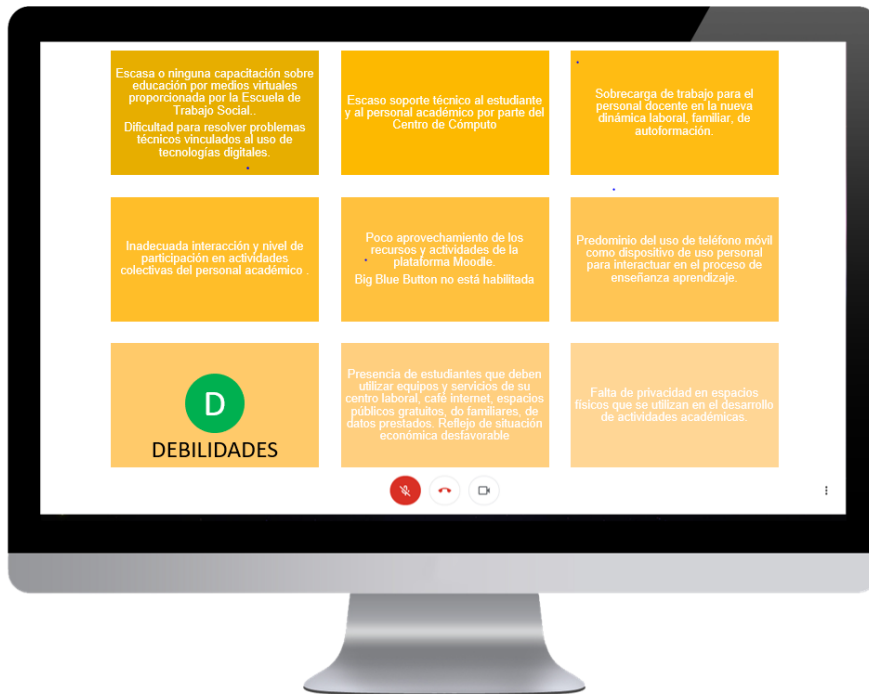 Escasa o ninguna capacitación sobre
educación por medios virtuales
proporcionada por la Escuela de
Trabajo Social..
Dificultad para resolver problemas
técnicos vinculados al uso de
tecnologías digitales.
Escaso soporte técnico al estudiante
y al personal académico por parte del
Centro de Cómputo
Sobrecarga de trabajo para el
personal docente en la nueva
dinámica laboral, familiar, de
autoformación.
Inadecuada interacción y nivel de
participación en actividades
colectivas del personal académico .
Poco aprovechamiento de los
recursos y actividades de la
plataforma Moodle.
Big Blue Button no está habilitada
Predominio del uso de teléfono móvil
como dispositivo de uso personal
para interactuar en el proceso de
enseñanza aprendizaje.
D
DEBILIDADES
Presencia de estudiantes que deben
utilizar equipos y servicios de su
centro laboral, café internet, espacios
públicos gratuitos, do familiares, de
datos prestados. Reflejo de situación
económica desfavorable
Falta de privacidad en espacios
físicos que se utilizan en el desarrollo
de actividades académicas.